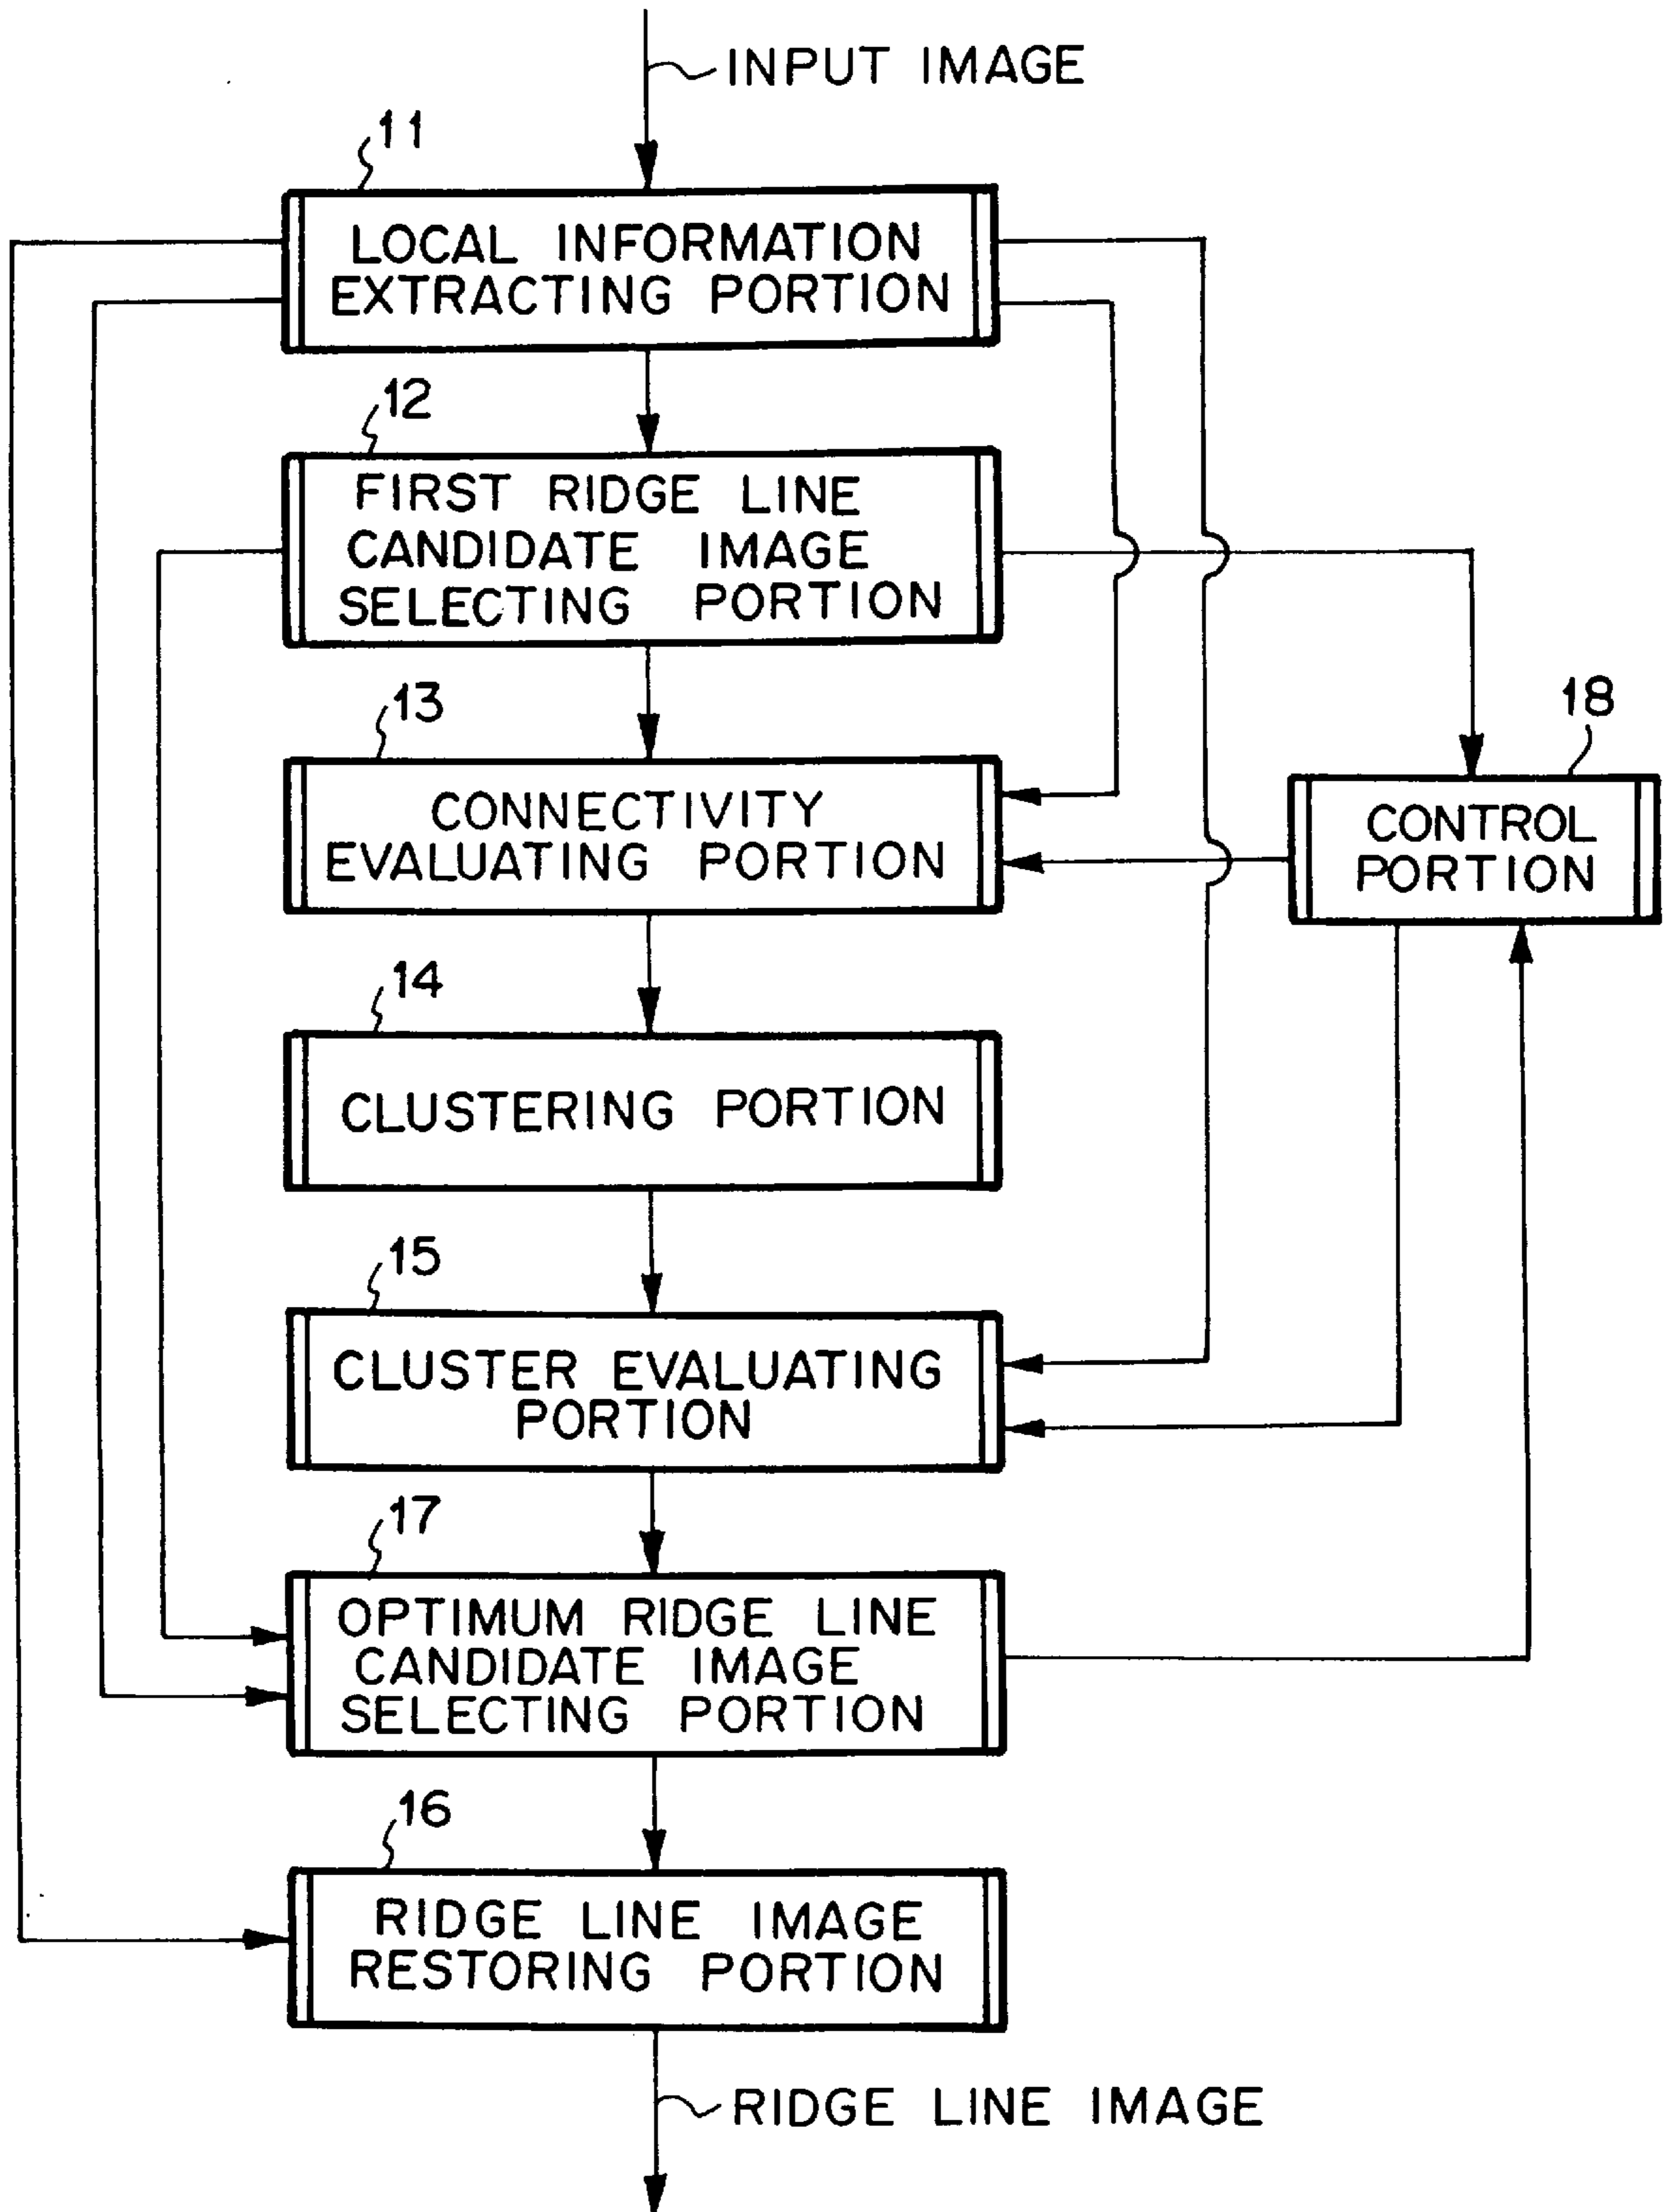 INPUT IMAGE
11
LOCAL INFORMATION
EXTRACTING PORTION
12
FIRST RIDGE LINE
CANDIDATE IMAGE
SELECTING PORTION
13
CONNECTIVITY
EVALUATING PORTION
18
CONTROL
PORTION
14
CLUSTERING PORTION
15
CLUSTER EVALUATING
PORTION
17
OPTIMUM RIDGE LINE
CANDIDATE IMAGE
SELECTING PORTION
16
RIDGE LINE IMAGE
RESTORING PORTION
RIDGE LINE IMAGE